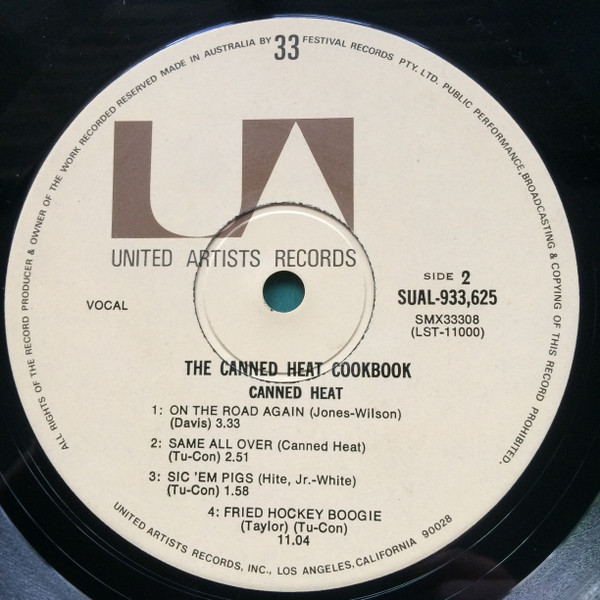 ALL RIGHTS OF THE RECORD PRODUCER & OWNER OF THE WORK RECORDED RESERVED MADE IN AUSTRALIA BY 33 FESTIVAL RECORDS PTY. LTD. PUBLIC PERFORMANCE, BROADCASTING & COPYING OF THIS RECORD PROHIBITED.
UA
UNITED ARTISTS RECORDS
VOCAL
SIDE 2
SUAL-933,625
SMX33308
(LST-11000)
THE CANNED HEAT COOKBOOK
CANNED HEAT
1: ON THE ROAD AGAIN (Jones-Wilson)
(Davis) 3.33
2: SAME ALL OVER (Canned Heat)
(Tu-Con) 2.51
3: SIC 'EM PIGS (Hite, Jr.-White)
(Tu-Con) 1.58
4: FRIED HOCKEY BOOGIE
(Taylor) (Tu-Con)
11.04
UNITED ARTISTS RECORDS, INC., LOS ANGELES, CALIFORNIA 90028